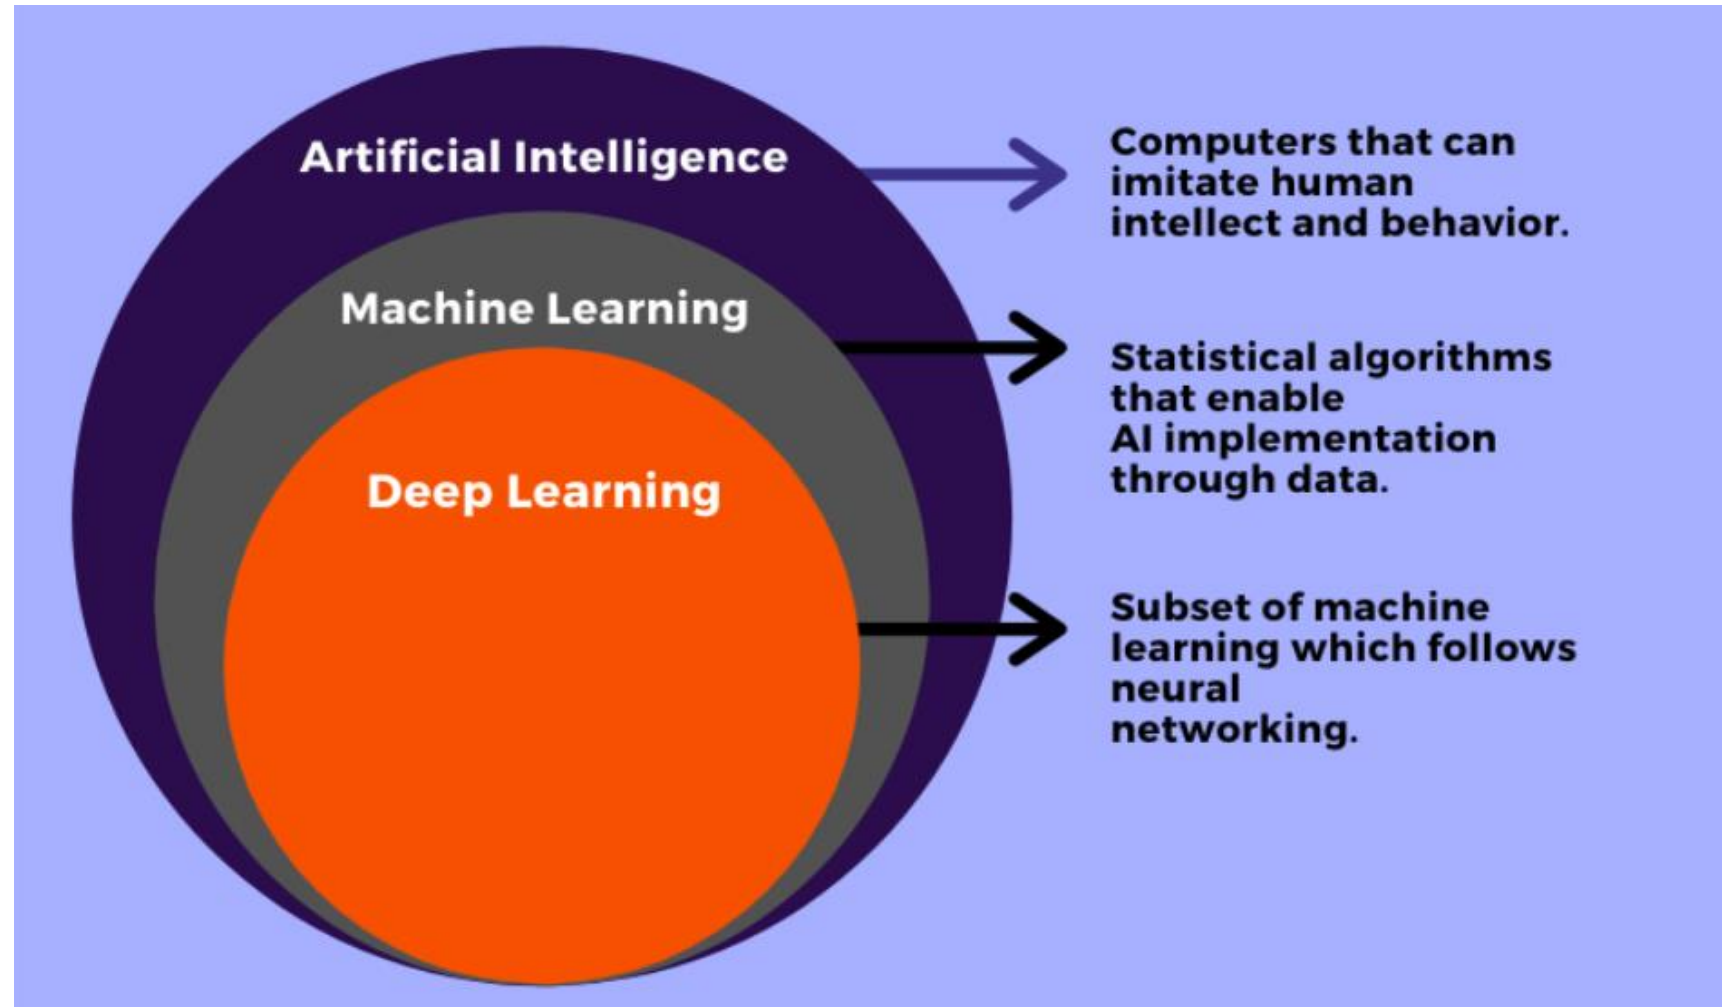 Artificial Intelligence
Computers that can
imitate human
intellect and behavior.
Machine Learning
Statistical algorithms
that enable
AI implementation
through data.
Deep Learning
Subset of machine
learning which follows
neural
networking.